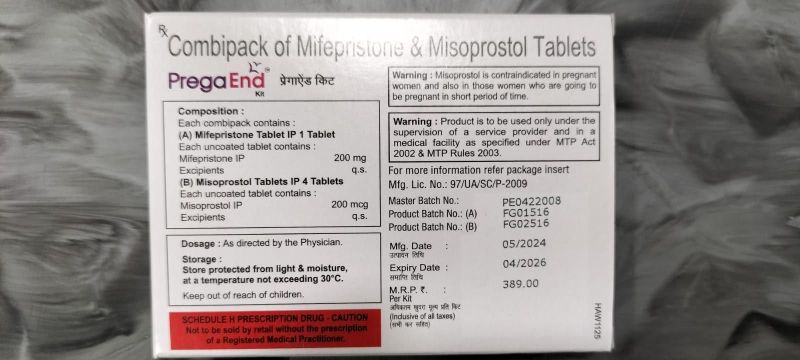 Rx
Combipack of Mifepristone & Misoprostol Tablets
PregaEnd® प्रेगाऐंड किट
Kit
Composition :
Each combipack contains :
(A) Mifepristone Tablet IP 1 Tablet
Each uncoated tablet contains :
Mifepristone IP 200 mg
Excipients q.s.
(B) Misoprostol Tablets IP 4 Tablets
Each uncoated tablet contains :
Misoprostol IP 200 mcg
Excipients q.s.
Dosage : As directed by the Physician.
Storage :
Store protected from light & moisture,
at a temperature not exceeding 30°C.
Keep out of reach of children.
SCHEDULE H PRESCRIPTION DRUG - CAUTION
Not to be sold by retail without the prescription
of a Registered Medical Practitioner.
Warning : Misoprostol is contraindicated in pregnant
women and also in those women who are going to
be pregnant in short period of time.
Warning : Product is to be used only under the
supervision of a service provider and in a
medical facility as specified under MTP Act
2002 & MTP Rules 2003.
For more information refer package insert
Mfg. Lic. No.: 97/UA/SC/P-2009
Master Batch No.: PE0422008
Product Batch No.: (A) FG01516
Product Batch No.: (B) FG02516
Mfg. Date : 05/2024
उत्पादन तिथि
Expiry Date : 04/2026
समाप्ति तिथि
M.R.P. ₹. : 389.00
Per Kit
अधिकतम खुदरा मूल्य प्रति किट
(Inclusive of all taxes)
(सभी कर सहित)
HAW1125